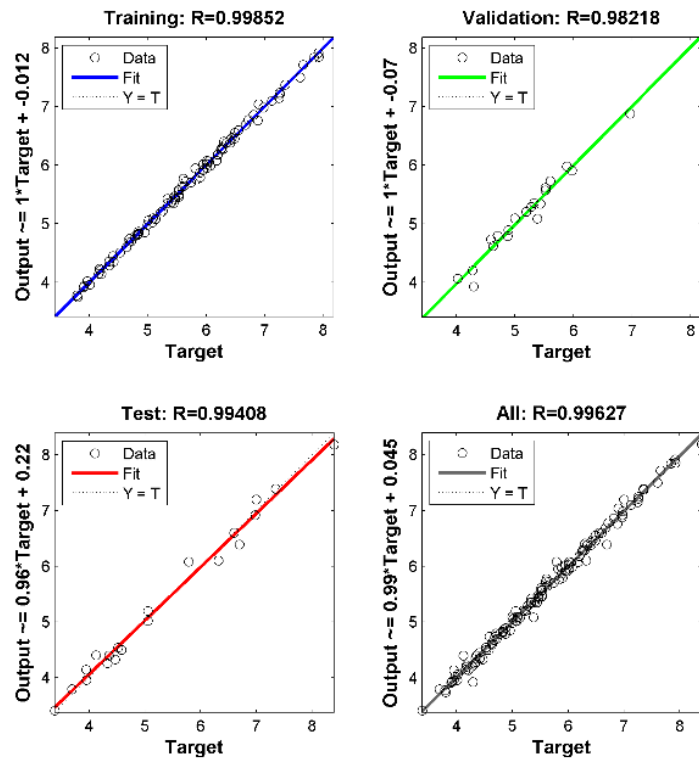 Training: R=0.99852
Output ~= 1*Target + -0.012
8
7
6
5
4
Data
Fit
Y = T
4 5 6 7 8
Target
Validation: R=0.98218
Output ~= 1*Target + -0.07
8
7
6
5
4
Data
Fit
Y = T
4 5 6 7 8
Target
Test: R=0.99408
Output ~= 0.96*Target + 0.22
8
7
6
5
4
Data
Fit
Y = T
4 5 6 7 8
Target
All: R=0.99627
Output ~= 0.99*Target + 0.045
8
7
6
5
4
Data
Fit
Y = T
4 5 6 7 8
Target